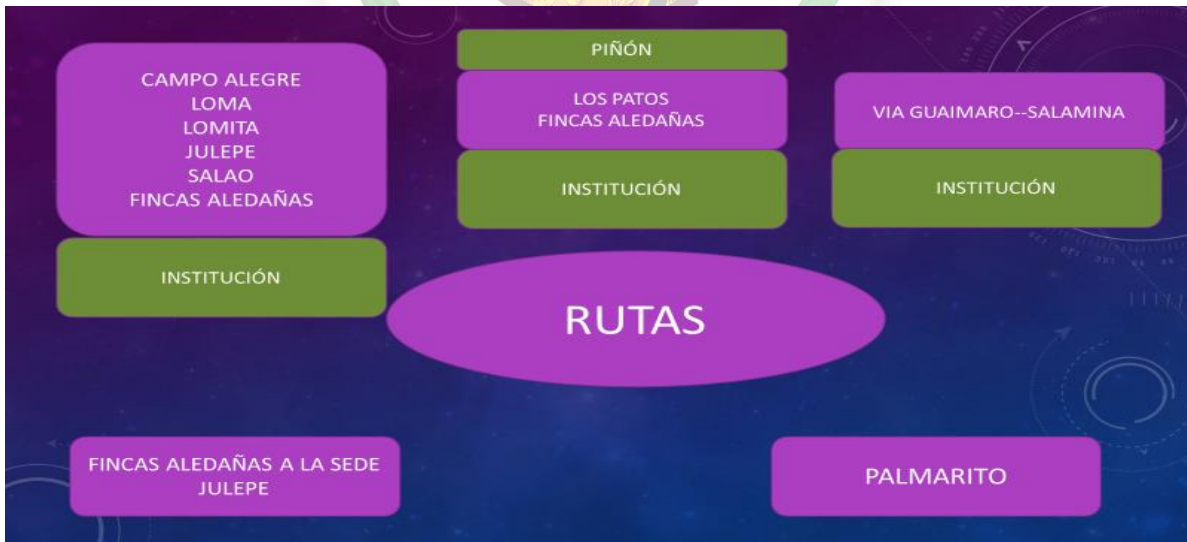 CAMPO ALEGRE
LOMA
LOMITA
JULEPE
SALAO
FINCAS ALEDAÑAS
INSTITUCIÓN
PIÑÓN
LOS PATOS
FINCAS ALEDAÑAS
INSTITUCIÓN
VIA GUAIMARO--SALAMINA
INSTITUCIÓN
RUTAS
FINCAS ALEDAÑAS A LA SEDE
JULEPE
PALMARITO